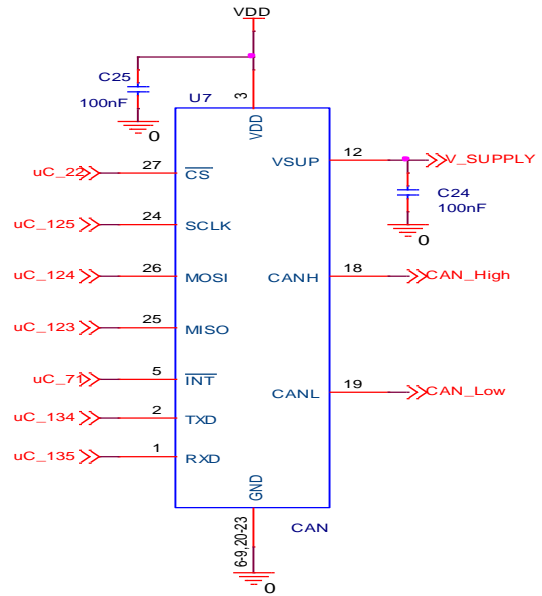 VDD
C25
100nF
0
U7
3
VDD
VSUP
12
V_SUPPLY
C24
100nF
0
uC_22
27
CS
uC_125
24
SCLK
uC_124
26
MOSI
CANH
18
CAN_High
uC_123
25
MISO
uC_71
5
INT
CANL
19
CAN_Low
uC_134
2
TXD
uC_135
1
RXD
GND
CAN
6-9,20-23
0